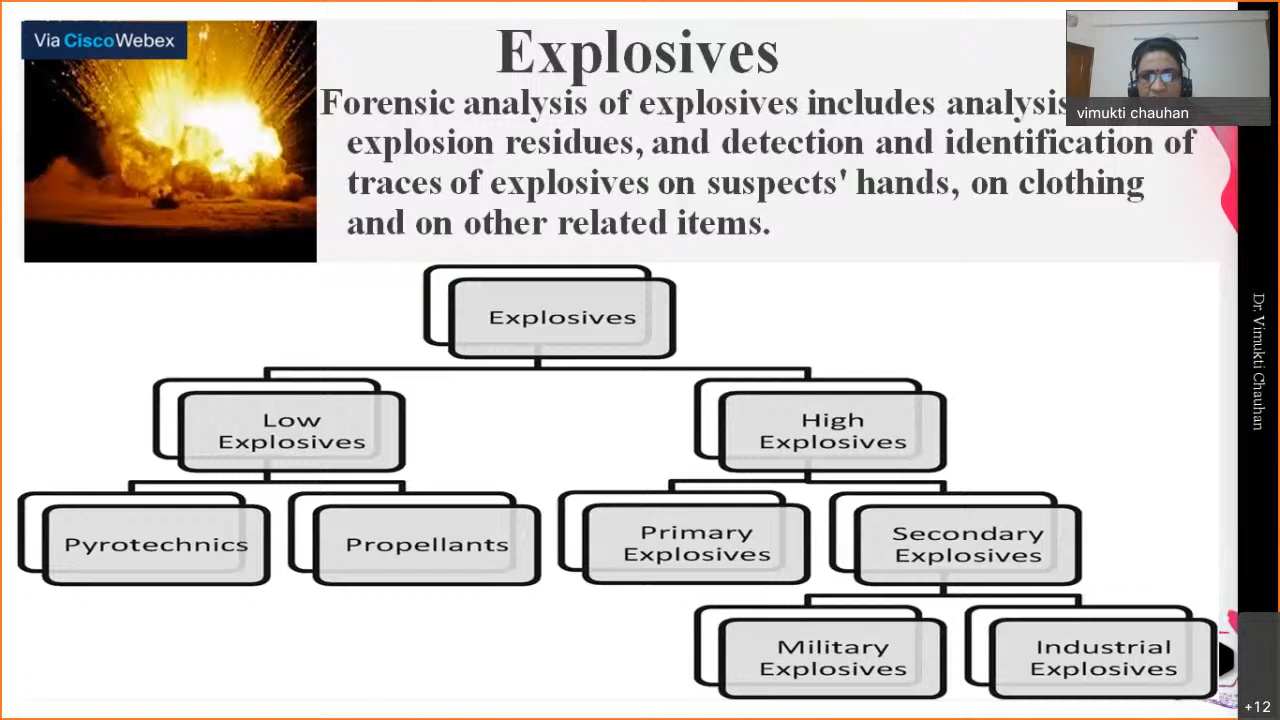 Via CiscoWebex
Explosives
Forensic analysis of explosives includes analysis
explosion residues, and detection and identification of
traces of explosives on suspects' hands, on clothing
and on other related items.
vimukti chauhan
Explosives
Low
Explosives
High
Explosives
Pyrotechnics
Propellants
Primary
Explosives
Secondary
Explosives
Military
Explosives
Industrial
Explosives
Dr. Vimukti Chauhan
+12